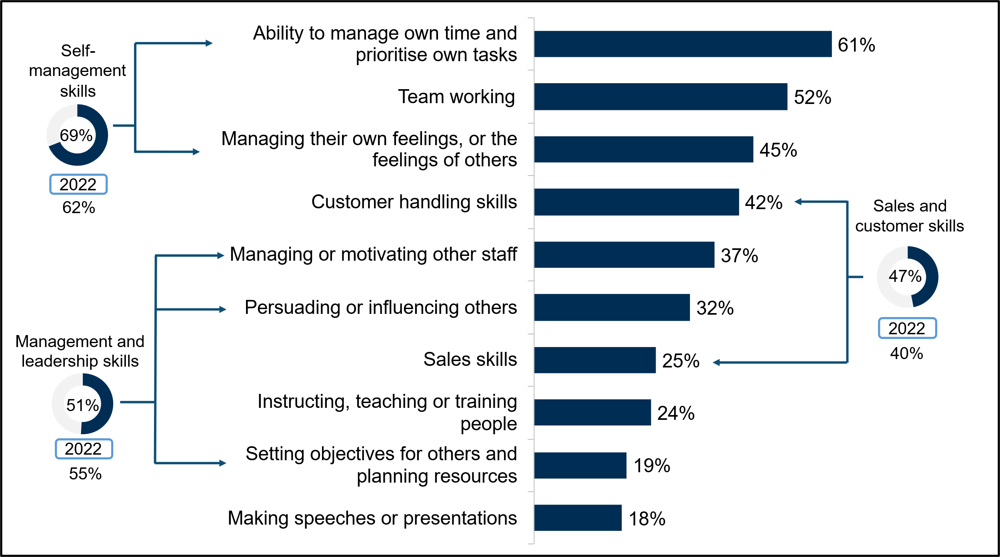 Self-
management
skills
69%
2022
62%
Management and
leadership skills
51%
2022
55%
Ability to manage own time and
prioritise own tasks
61%
Team working
52%
Managing their own feelings, or the
feelings of others
45%
Customer handling skills
42%
Managing or motivating other staff
37%
Persuading or influencing others
32%
Sales skills
25%
Instructing, teaching or training
people
24%
Setting objectives for others and
planning resources
19%
Making speeches or presentations
18%
Sales and
customer skills
47%
2022
40%